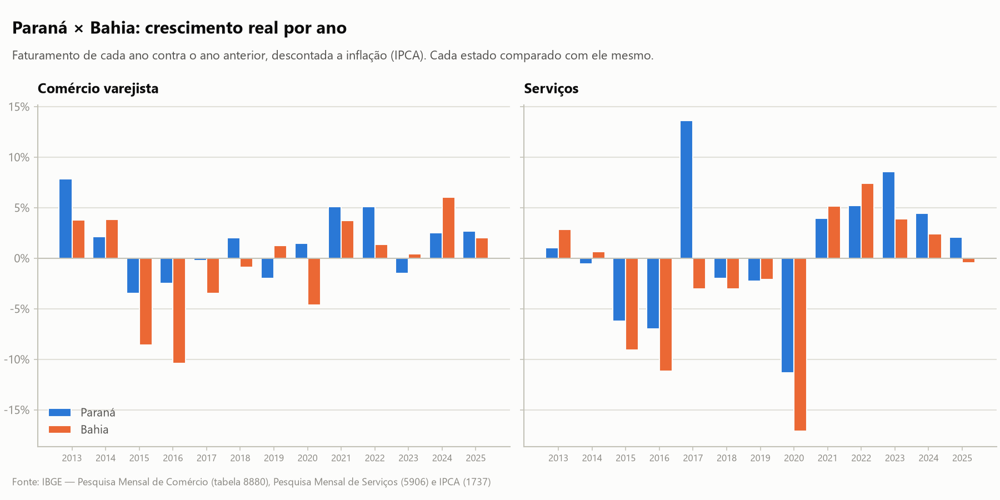 Paraná × Bahia: crescimento real por ano
Faturamento de cada ano contra o ano anterior, descontada a inflação (IPCA). Cada estado comparado com ele mesmo.
Comércio varejista
15%
10%
5%
0%
-5%
-10%
-15%
Paraná
Bahia
2013 2014 2015 2016 2017 2018 2019 2020 2021 2022 2023 2024 2025
Serviços
2013 2014 2015 2016 2017 2018 2019 2020 2021 2022 2023 2024 2025
Fonte: IBGE — Pesquisa Mensal de Comércio (tabela 8880), Pesquisa Mensal de Serviços (5906) e IPCA (1737)